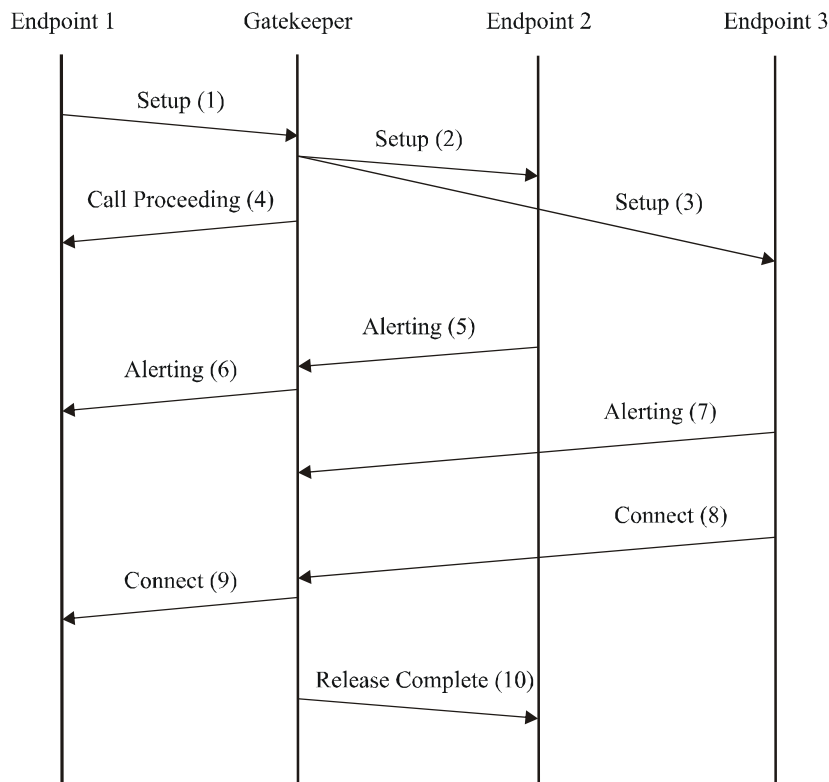 Endpoint 1
Gatekeeper
Endpoint 2
Endpoint 3
Setup (1)
Setup (2)
Call Proceeding (4)
Setup (3)
Alerting (5)
Alerting (6)
Alerting (7)
Connect (8)
Connect (9)
Release Complete (10)